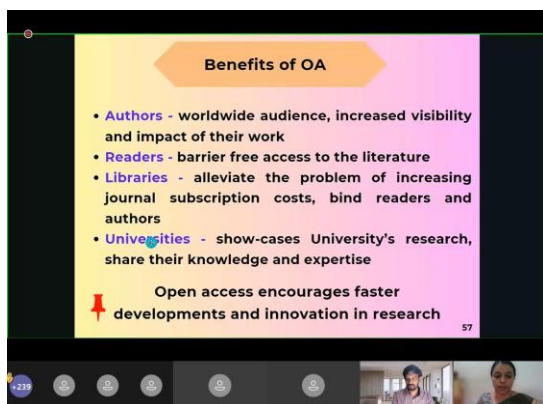 Benefits of OA
• Authors - worldwide audience, increased visibility
and impact of their work
• Readers - barrier free access to the literature
• Libraries - alleviate the problem of increasing
journal subscription costs, bind readers and
authors
• Universities - show-cases University's research,
share their knowledge and expertise
Open access encourages faster
developments and innovation in research
57
+239